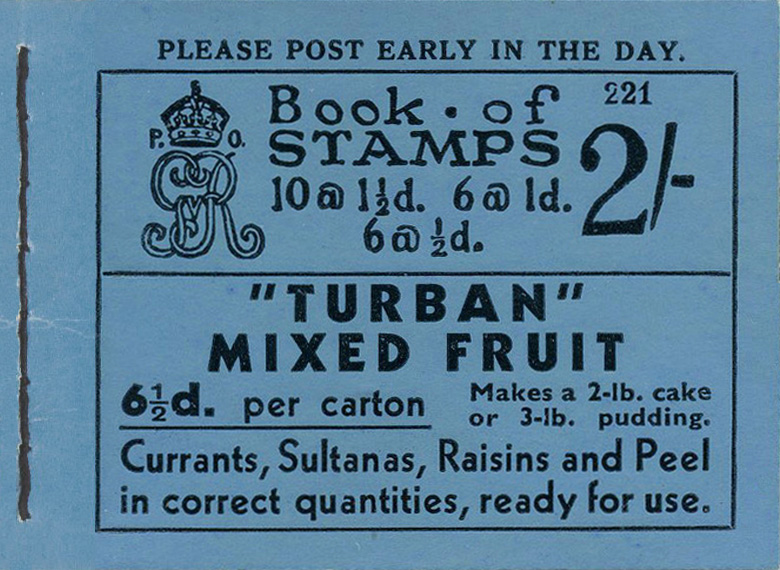 PLEASE POST EARLY IN THE DAY.
221
P. O.
GR
Book · of
STAMPS
2/-
10 @ 1½d. 6 @ 1d.
6 @ ½d.
"TURBAN"
MIXED FRUIT
6½d. per carton
Makes a 2-lb. cake
or 3-lb. pudding.
Currants, Sultanas, Raisins and Peel
in correct quantities, ready for use.